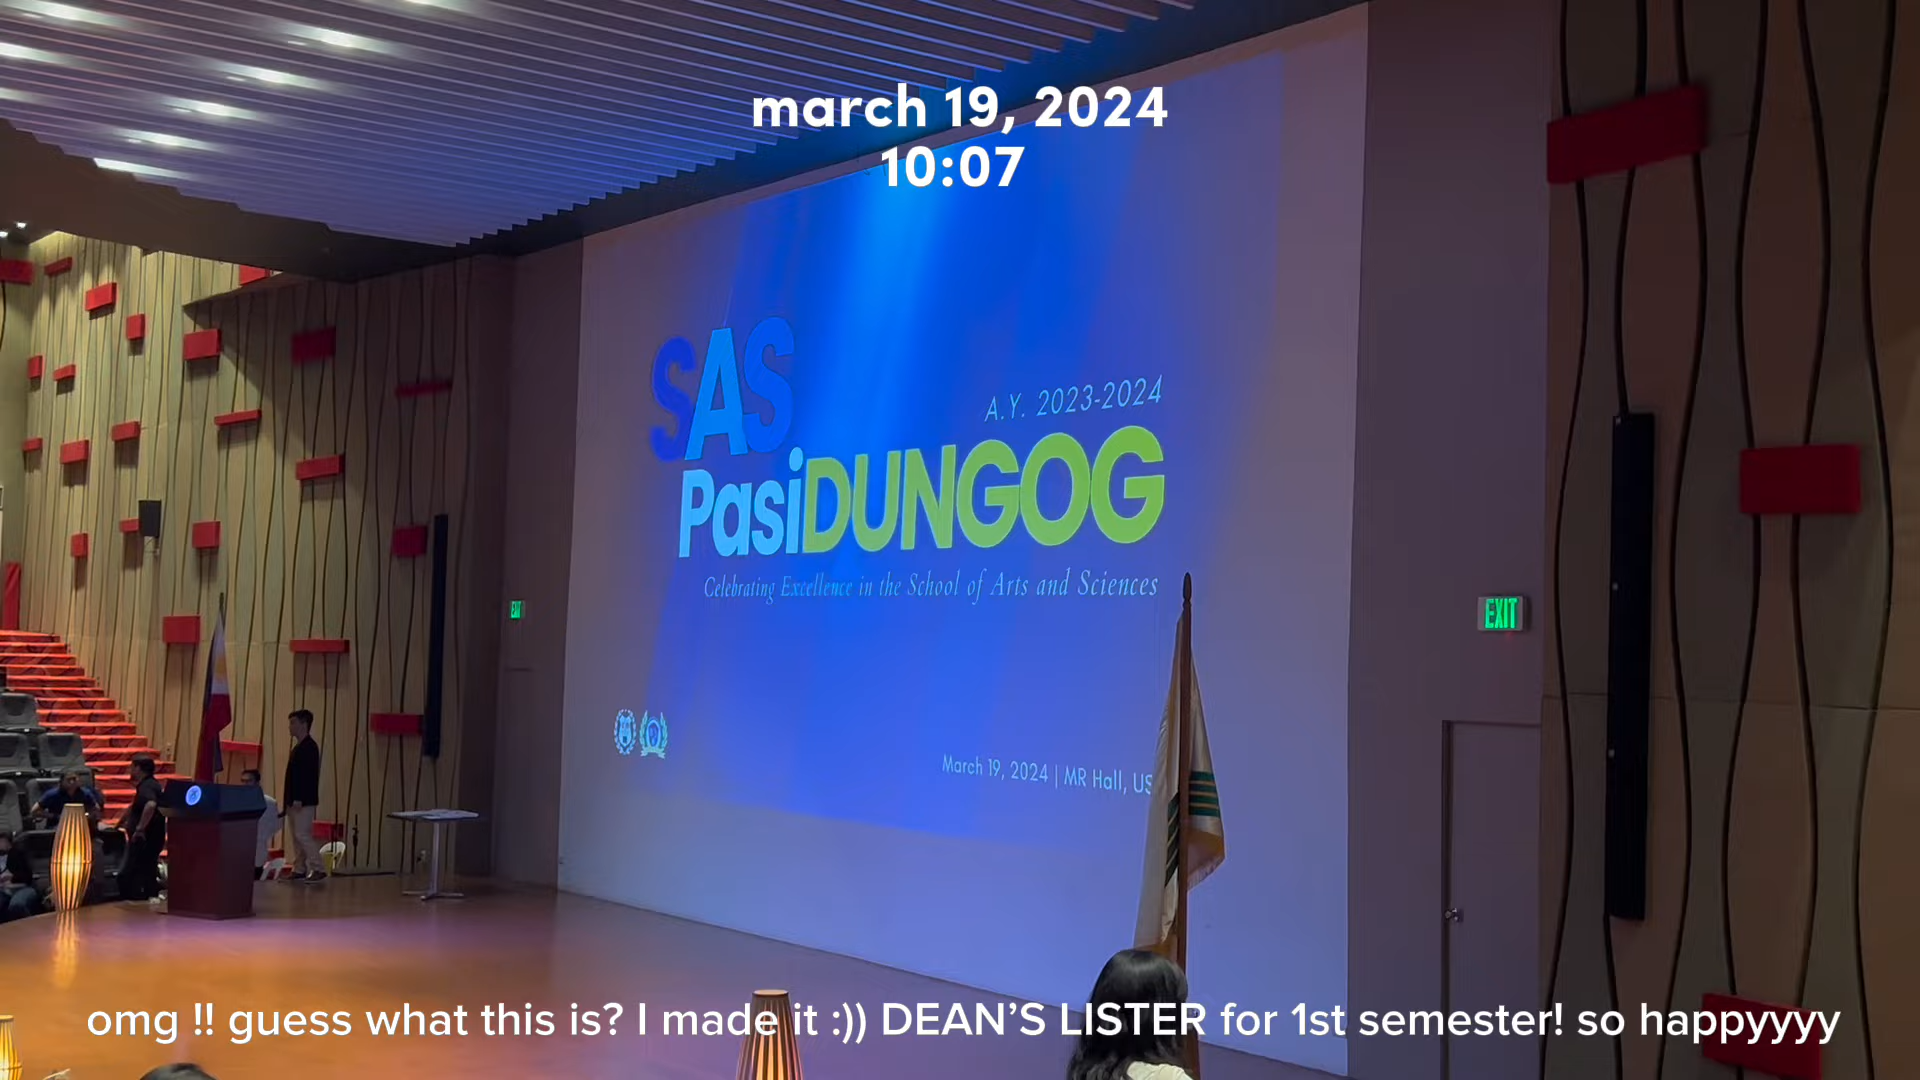 march 19, 2024
10:07
SAS
A.Y. 2023-2024
PasiDUNGOG
Celebrating Excellence in the School of Arts and Sciences
EXIT
EXIT
March 19, 2024 | MR Hall, US
omg !! guess what this is? I made it :)) DEAN'S LISTER for 1st semester! so happyyyy